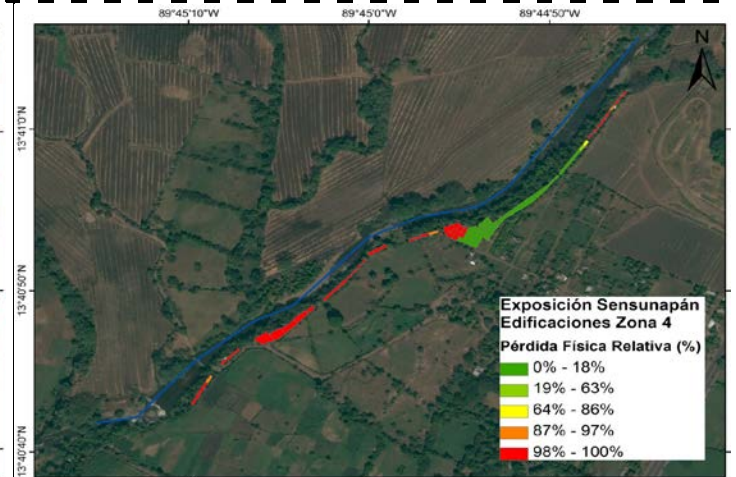 89°45'10"W 89°45'0"W 89°44'50"W
N
13°41'0"N
13°40'50"N
13°40'40"N
Exposición Sensunapán
Edificaciones Zona 4
Pérdida Física Relativa (%)
0% - 18%
19% - 63%
64% - 86%
87% - 97%
98% - 100%